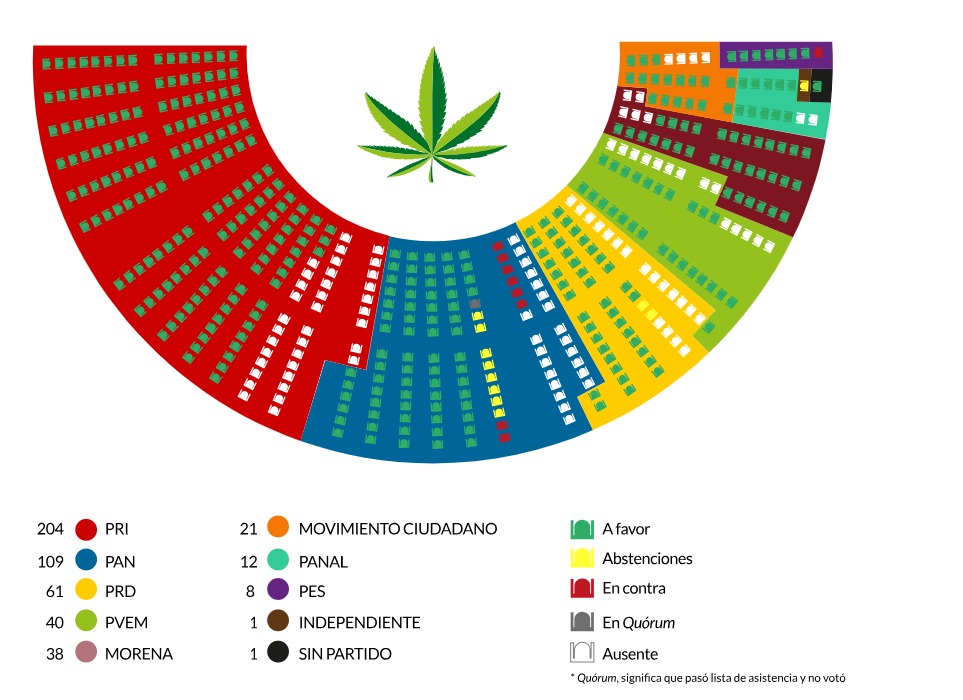 204 PRI
109 PAN
61 PRD
40 PVEM
38 MORENA
21 MOVIMIENTO CIUDADANO
12 PANAL
8 PES
1 INDEPENDIENTE
1 SIN PARTIDO
A favor
Abstenciones
En contra
En Quórum
Ausente
* Quórum, significa que pasó lista de asistencia y no votó